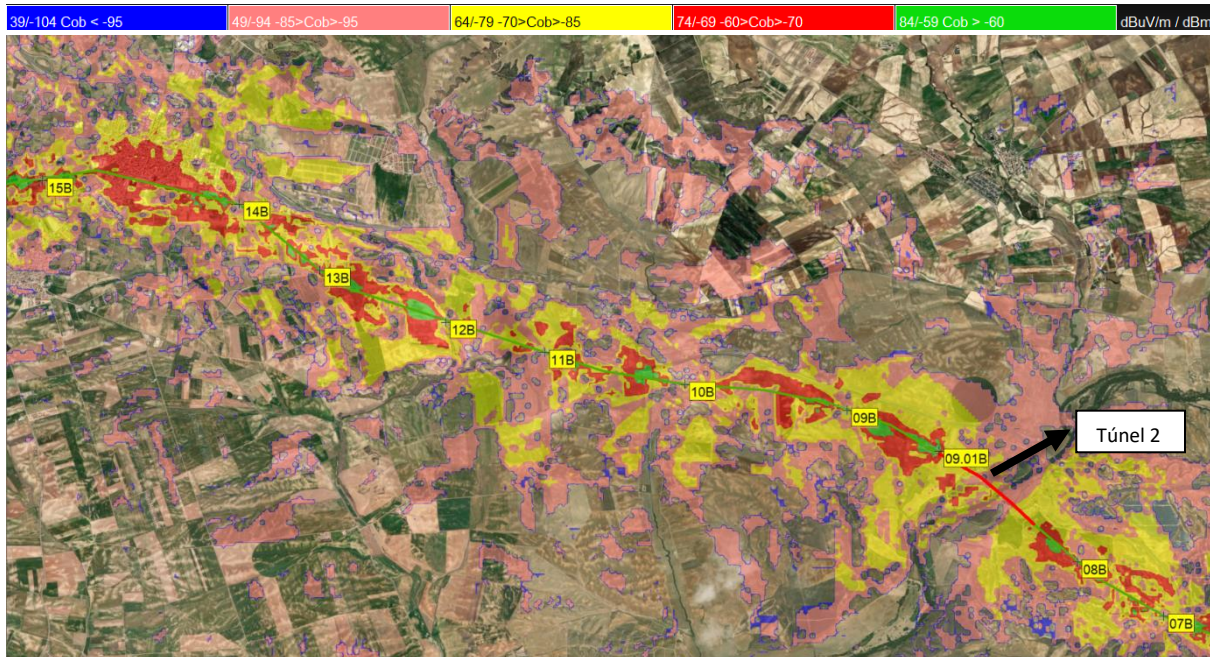 39/-104 Cob < -95
49/-94 -85>Cob>-95
64/-79 -70>Cob>-85
74/-69 -60>Cob>-70
84/-59 Cob > -60
dBuV/m / dBm
15B
14B
13B
12B
11B
10B
09B
Túnel 2
09.01B
08B
07B